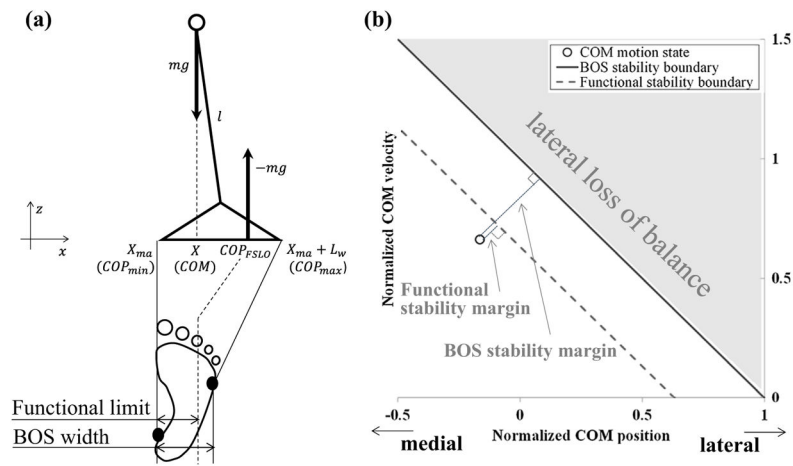 (a)
mg
l
−mg
z
x
X_ma
(COP_min)
X
(COM)
COP_FSLO
X_ma + L_w
(COP_max)
Functional limit
BOS width
(b)
1.5
COM motion state
BOS stability boundary
Functional stability boundary
lateral loss of balance
Normalized COM velocity
1
0.5
0
Functional
stability margin
BOS stability margin
-0.5
0
0.5
1
medial
Normalized COM position
lateral